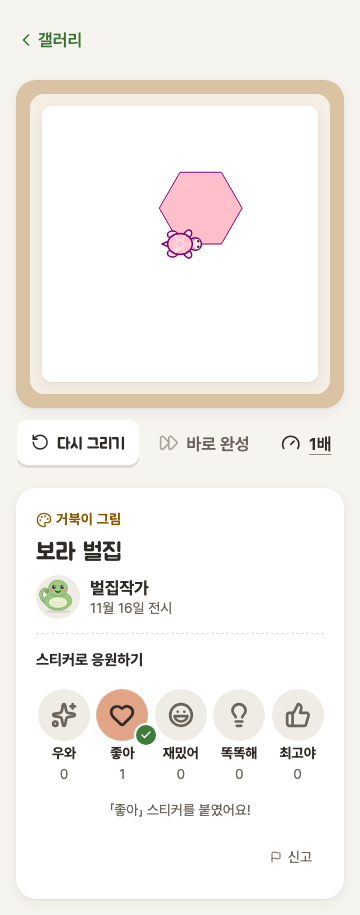 갤러리
다시 그리기
바로 완성
1배
거북이 그림
보라 벌집
벌집작가
11월 16일 전시
스티커로 응원하기
우와 좋아 재밌어 똑똑해 최고야
0 1 0 0 0
「좋아」 스티커를 붙였어요!
신고